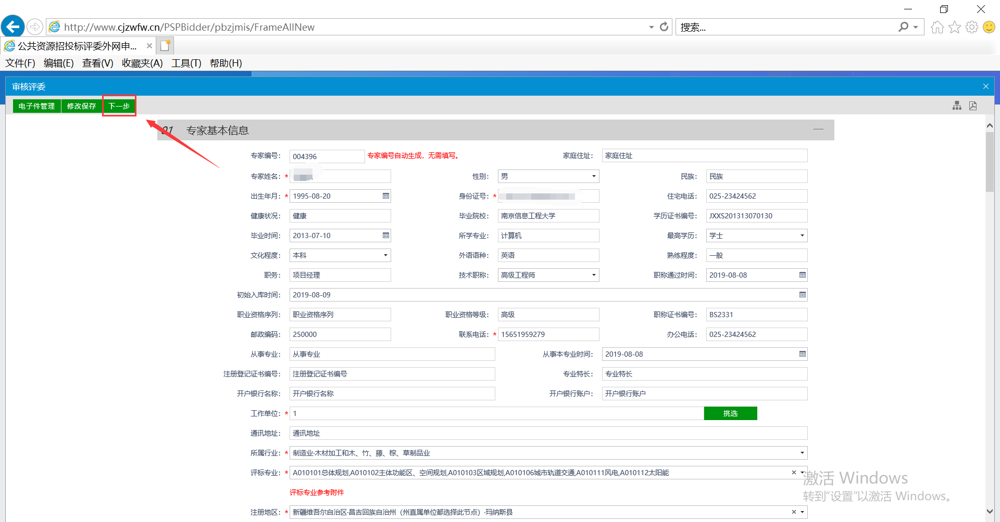 http://www.cjzwfw.cn/PSPBidder/pbzjmis/FrameAllNew
搜索...
公共资源招投标评委外网申...
文件(F) 编辑(E) 查看(V) 收藏夹(A) 工具(T) 帮助(H)
审核评委
电子件管理 修改保存 下一步
01 专家基本信息
专家编号： 004396 专家编号自动生成，无需填写。 家庭住址： 家庭住址
专家姓名：* 性别： 男 民族： 民族
出生年月：* 1995-08-20 身份证号：* 住宅电话： 025-23424562
健康状况： 健康 毕业院校： 南京信息工程大学 学历证书编号： JXXS201313070130
毕业时间： 2013-07-10 所学专业： 计算机 最高学历： 学士
文化程度： 本科 外语语种： 英语 熟练程度： 一般
职务： 项目经理 技术职称： 高级工程师 职称通过时间： 2019-08-08
初始入库时间： 2019-08-09
职业资格序列： 职业资格序列 职业资格等级： 高级 职称证书编号： BS2331
邮政编码： 250000 联系电话：* 15651959279 办公电话： 025-23424562
从事专业： 从事专业 从事本专业时间： 2019-08-08
注册登记证书编号： 注册登记证书编号 专业特长： 专业特长
开户银行名称： 开户银行名称 开户银行账户： 开户银行账户
工作单位：* 1 挑选
通讯地址： 通讯地址
所属行业：* 制造业·木材加工和木、竹、藤、棕、草制品业
评标专业：* A010101总体规划,A010102主体功能区、空间规划,A010103区域规划,A010106城市轨道交通,A010111风电,A010112太阳能
评标专业参考附件
注册地区：* 新疆维吾尔自治区·昌吉回族自治州（州直属单位都选择此节点）·玛纳斯县
激活 Windows
转到“设置”以激活 Windows。